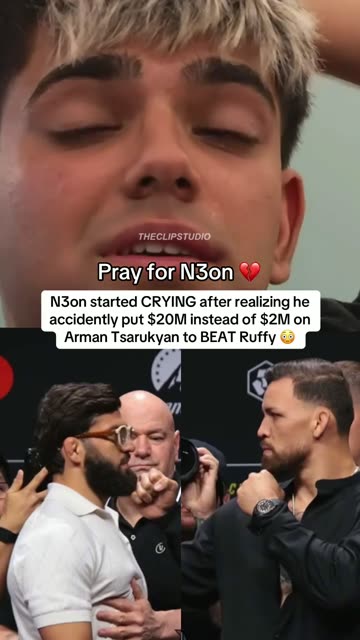 THECLIPSTUDIO
Pray for N3on 💔
N3on started CRYING after realizing he
accidently put $20M instead of $2M on
Arman Tsarukyan to BEAT Ruffy 😳